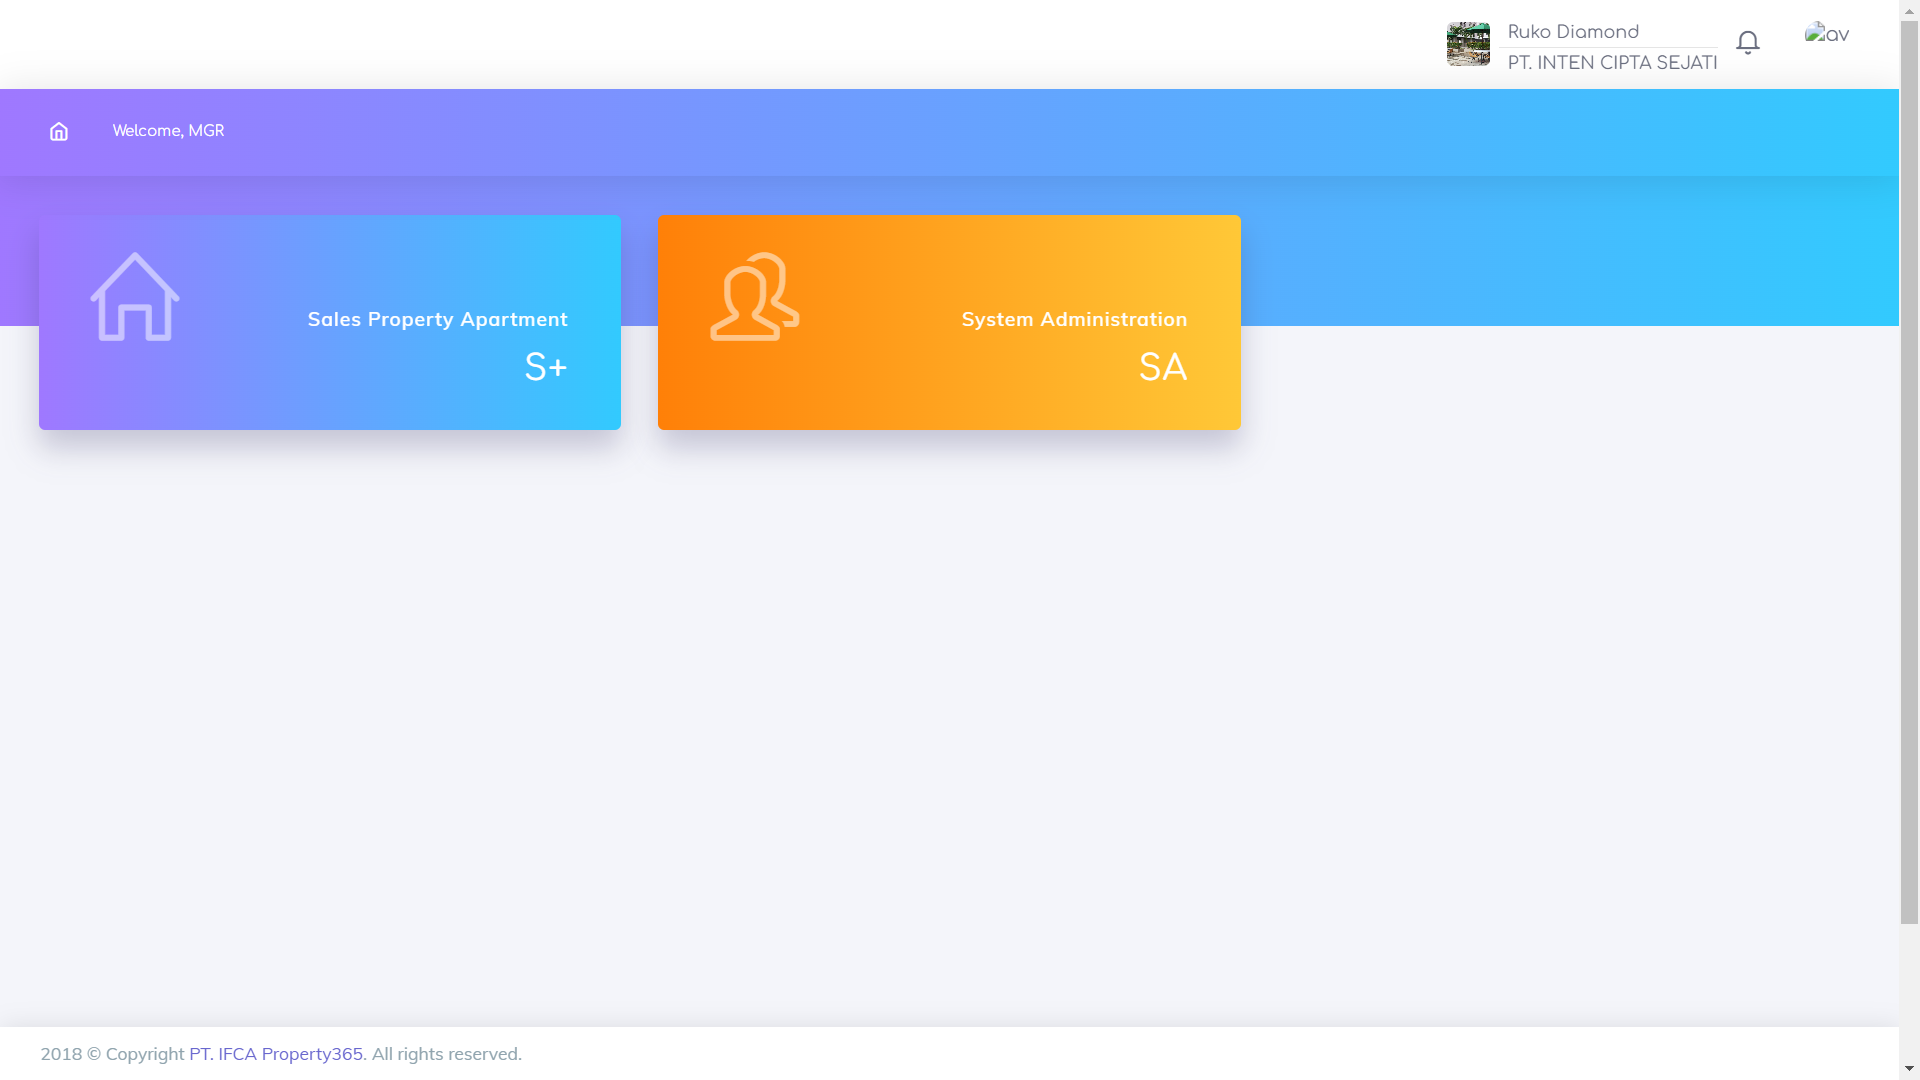 Ruko Diamond
PT. INTEN CIPTA SEJATI
av
Welcome, MGR
Sales Property Apartment
S+
System Administration
SA
2018 © Copyright PT. IFCA Property365. All rights reserved.